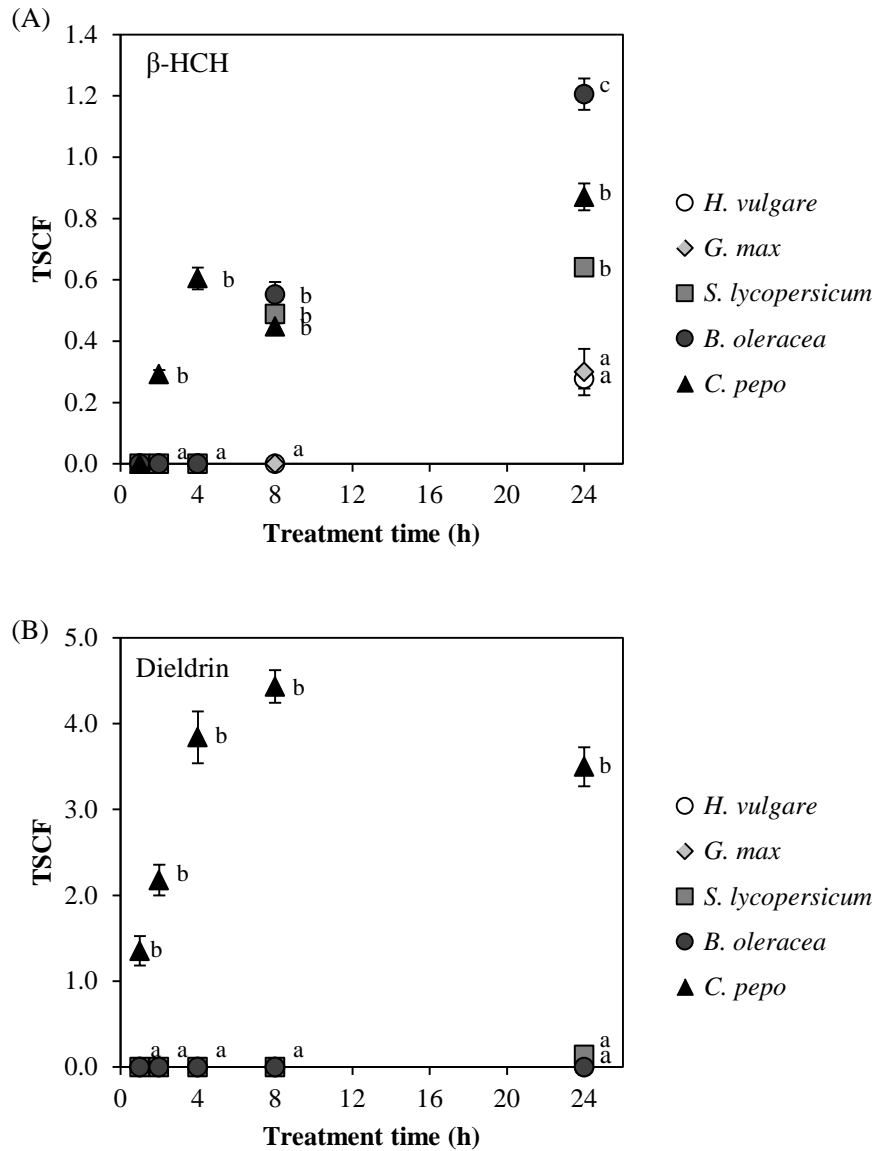 (A)
β-HCH
1.4
1.2
1.0
0.8
0.6
0.4
0.2
0.0
TSCF
c
b
b
a
a
b
b
b
b
b
a
a
a
0
4
8
12
16
20
24
Treatment time (h)
H. vulgare
G. max
S. lycopersicum
B. oleracea
C. pepo
(B)
Dieldrin
5.0
4.0
3.0
2.0
1.0
0.0
TSCF
b
b
b
b
b
a
a
a
a
a
a
0
4
8
12
16
20
24
Treatment time (h)
H. vulgare
G. max
S. lycopersicum
B. oleracea
C. pepo